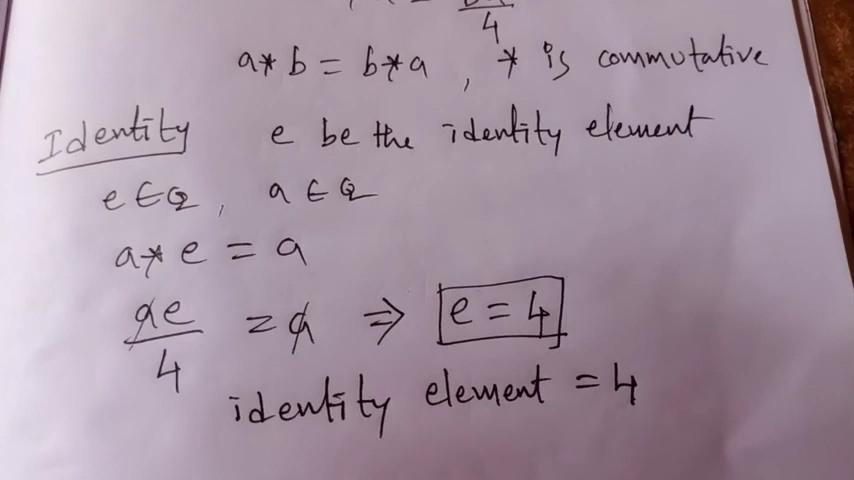 4
a * b = b * a , * is commutative
Identity e be the identity element
e ∈ Q , a ∈ Q
a * e = a
ae/4 = a ⇒ e = 4
identity element = 4